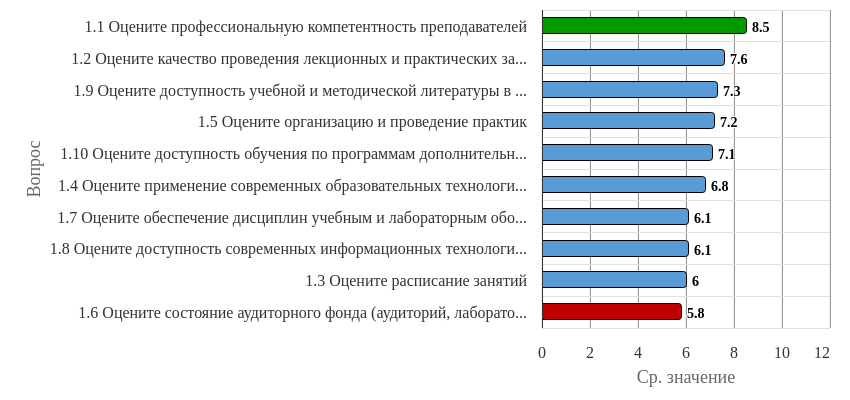 1.1 Оцените профессиональную компетентность преподавателей 8.5
1.2 Оцените качество проведения лекционных и практических за... 7.6
1.9 Оцените доступность учебной и методической литературы в ... 7.3
1.5 Оцените организацию и проведение практик 7.2
1.10 Оцените доступность обучения по программам дополнительн... 7.1
1.4 Оцените применение современных образовательных технологи... 6.8
1.7 Оцените обеспечение дисциплин учебным и лабораторным обо... 6.1
1.8 Оцените доступность современных информационных технологи... 6.1
1.3 Оцените расписание занятий 6
1.6 Оцените состояние аудиторного фонда (аудиторий, лаборато... 5.8
Вопрос
0 2 4 6 8 10 12
Ср. значение